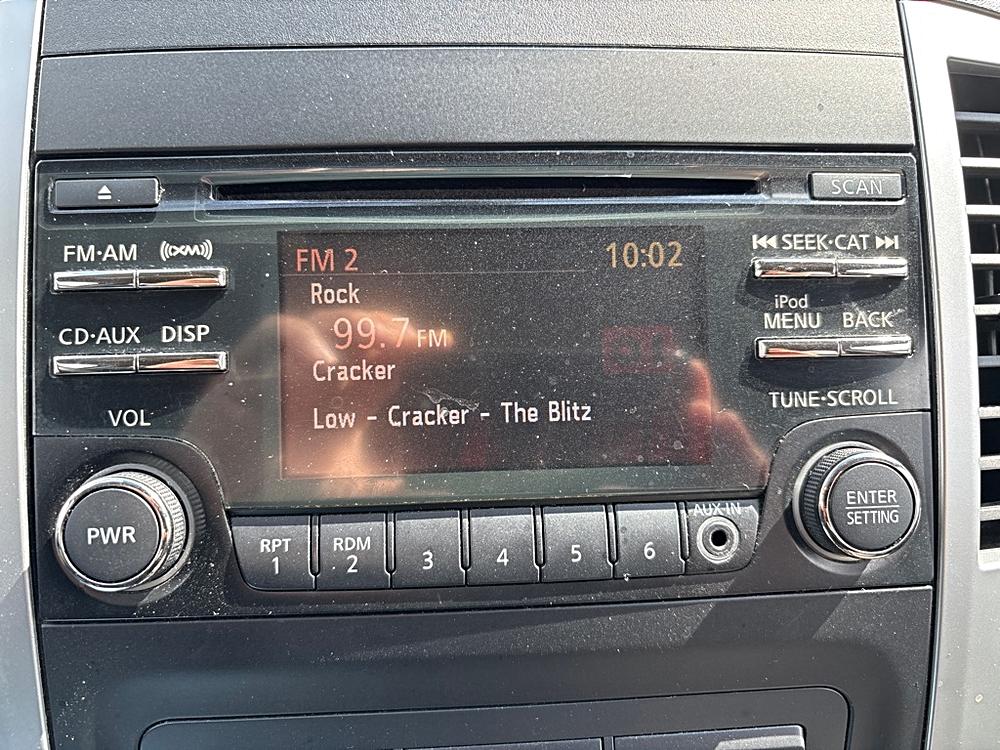 SCAN
FM·AM
((XM))
SEEK·CAT
FM 2
10:02
Rock
99.7 FM
Cracker
Low - Cracker - The Blitz
CD·AUX
DISP
iPod
MENU
BACK
VOL
TUNE·SCROLL
PWR
ENTER
SETTING
RPT
1
RDM
2
3
4
5
6
AUX·IN